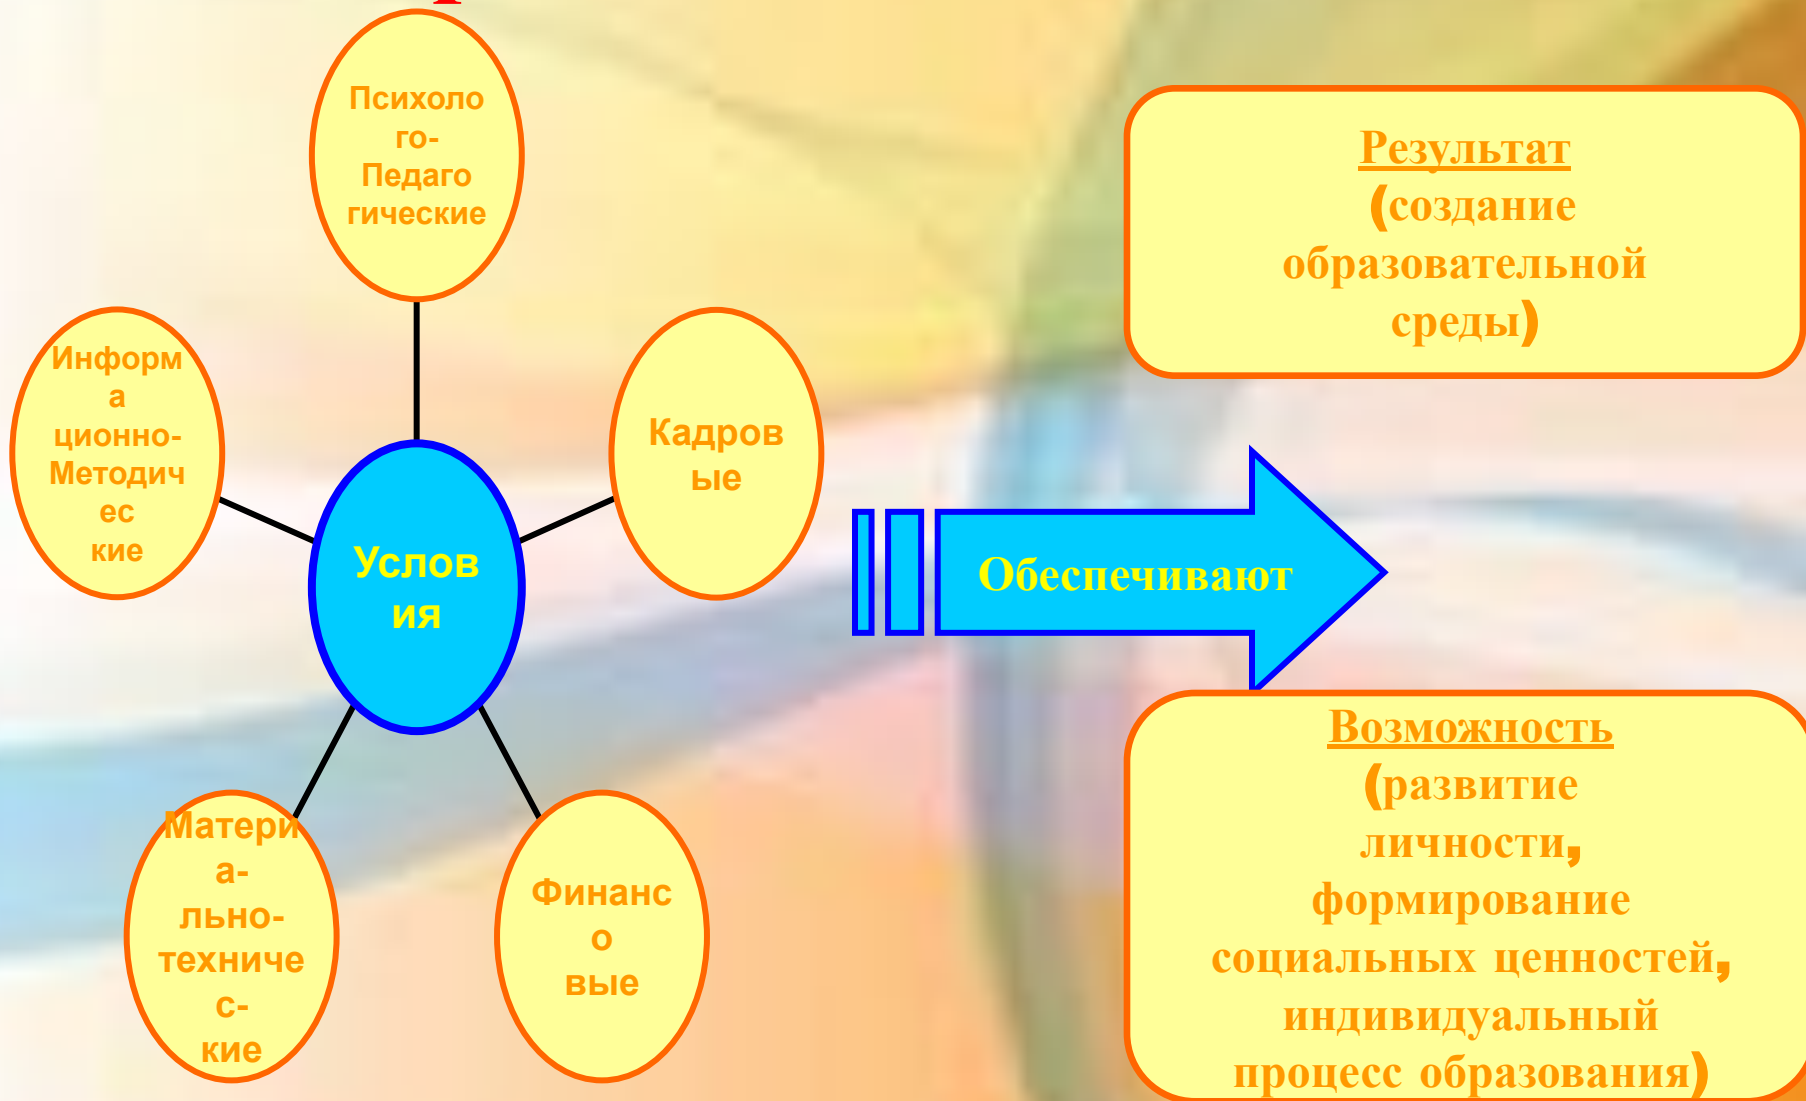 Психоло
го-
Педаго
гические
Информ
а
ционно-
Методич
ес
кие
Кадров
ые
Услов
ия
Матери
а-
льно-
техниче
с-
кие
Финанс
о
вые
Обеспечивают
Результат
(создание
образовательной
среды)
Возможность
(развитие
личности,
формирование
социальных ценностей,
индивидуальный
процесс образования)